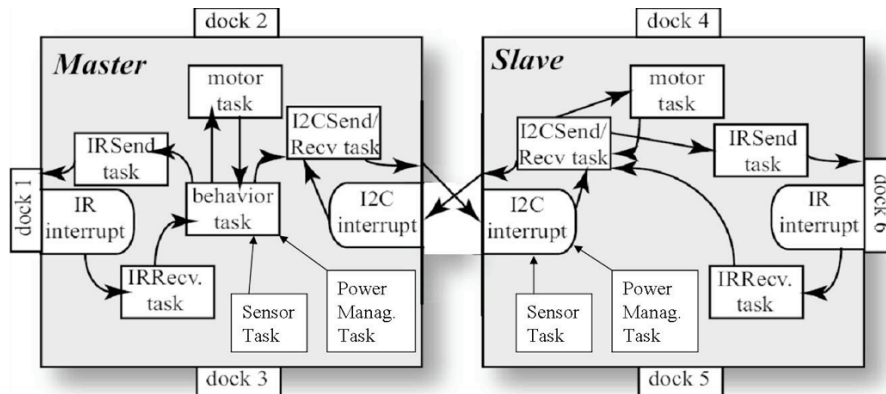 dock 2
dock 4
Master
motor
task
I2CSend/
Recv task
IRSend
task
dock 1
IR
interrupt
behavior
task
I2C
interrupt
IRRecv.
task
Sensor
Task
Power
Manag.
Task
dock 3
Slave
motor
task
I2CSend/
Recv task
IRSend
task
I2C
interrupt
IR
interrupt
dock 6
IRRecv.
task
Sensor
Task
Power
Manag.
Task
dock 5